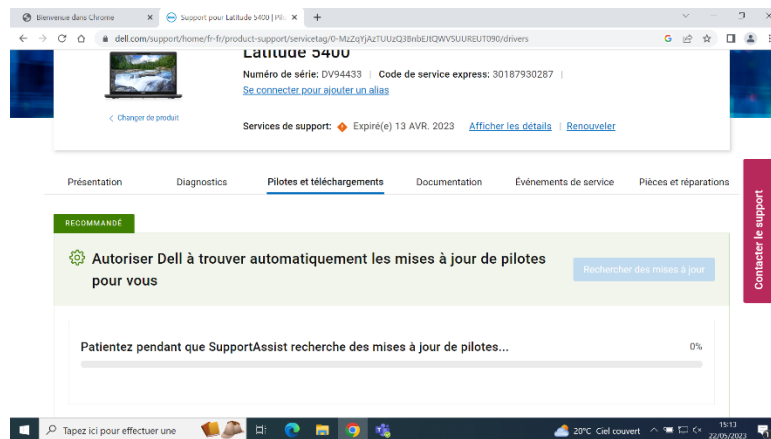 Bienvenue dans Chrome
Support pour Latitude 5400 | Pilo
dell.com/support/home/fr-fr/product-support/servicetag/0-MzZqYjAzTUUzQ3BnbEJtQWV5UUREUT090/drivers
Latitude 5400
Numéro de série: DV94433 | Code de service express: 30187930287 |
Se connecter pour ajouter un alias
< Changer de produit
Services de support: Expiré(e) 13 AVR. 2023 Afficher les détails | Renouveler
Présentation Diagnostics Pilotes et téléchargements Documentation Événements de service Pièces et réparations
Contacter le support
RECOMMANDÉ
Autoriser Dell à trouver automatiquement les mises à jour de pilotes
pour vous
Rechercher des mises à jour
Patientez pendant que SupportAssist recherche des mises à jour de pilotes... 0%
Tapez ici pour effectuer une
20°C Ciel couvert
15:13
22/05/2023